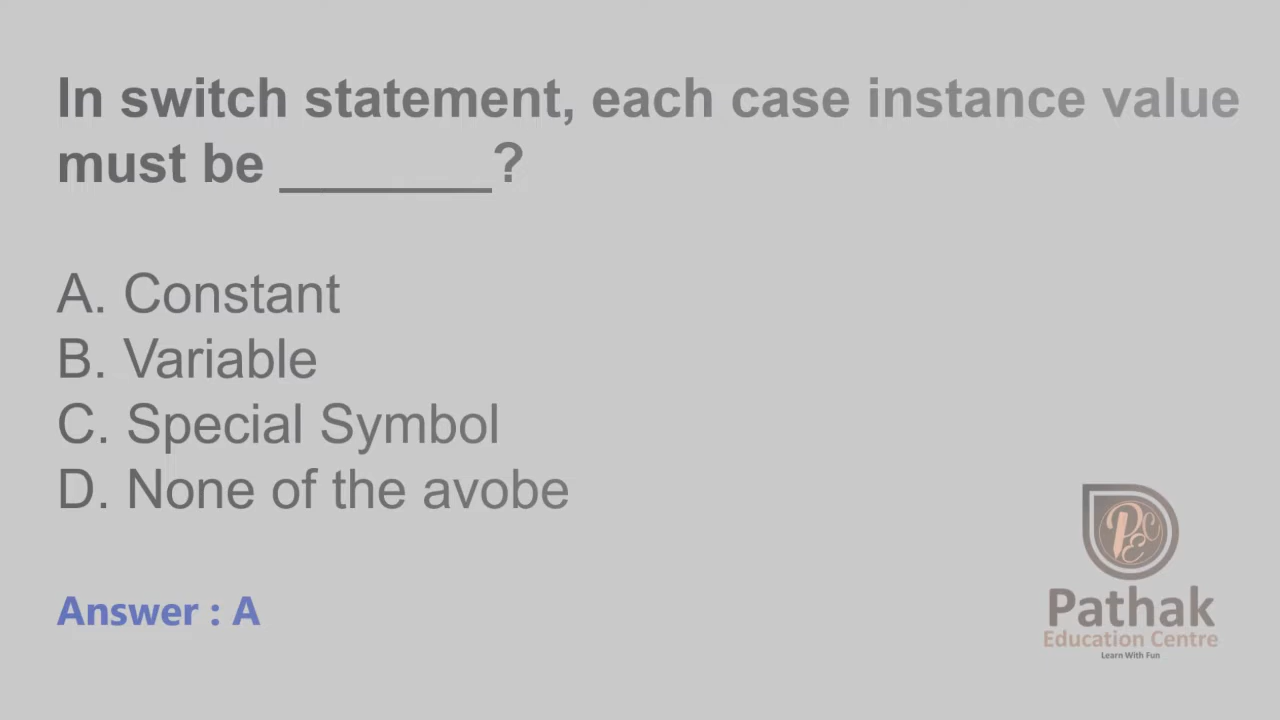 In switch statement, each case instance value
must be ________?
A. Constant
B. Variable
C. Special Symbol
D. None of the avobe
Answer : A
PEC
Pathak
Education Centre
Learn With Fun